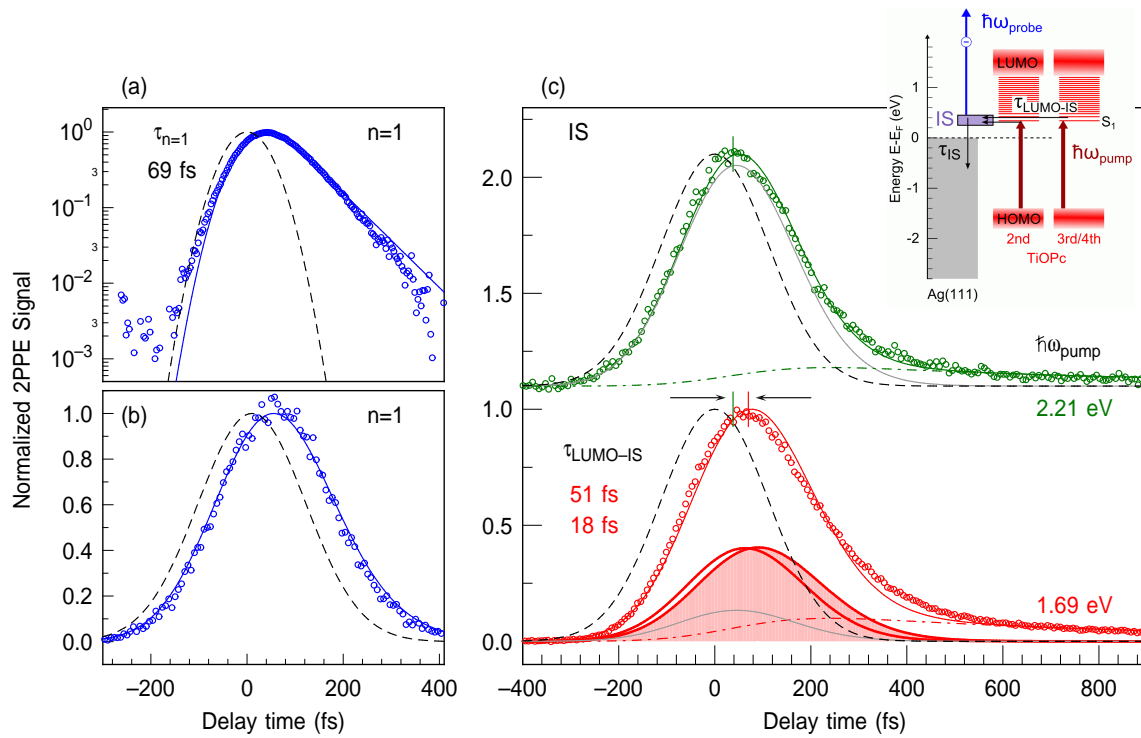 (a)
10⁰
3
10⁻¹
3
10⁻²
3
10⁻³
τn=1
69 fs
n=1
Normalized 2PPE Signal
(b)
1.0
0.8
0.6
0.4
0.2
0.0
n=1
−200 0 200 400
Delay time (fs)
(c)
IS
2.0
1.5
1.0
0.5
0.0
ħωpump
2.21 eV
τLUMO–IS
51 fs
18 fs
1.69 eV
−400 −200 0 200 400 600 800
Delay time (fs)
ħωprobe
−
Energy E-EF (eV)
1
0
-1
-2
LUMO
τLUMO-IS
IS
S1
τIS
ħωpump
HOMO
2nd 3rd/4th
TiOPc
Ag(111)